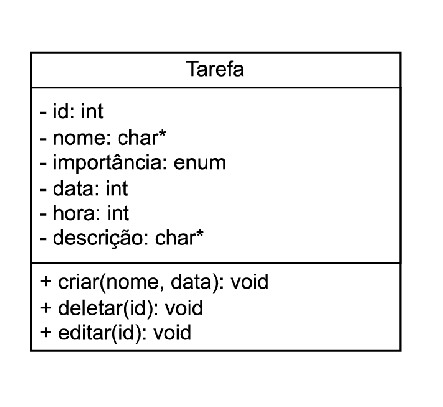 Tarefa
- id: int
- nome: char*
- importância: enum
- data: int
- hora: int
- descrição: char*
+ criar(nome, data): void
+ deletar(id): void
+ editar(id): void